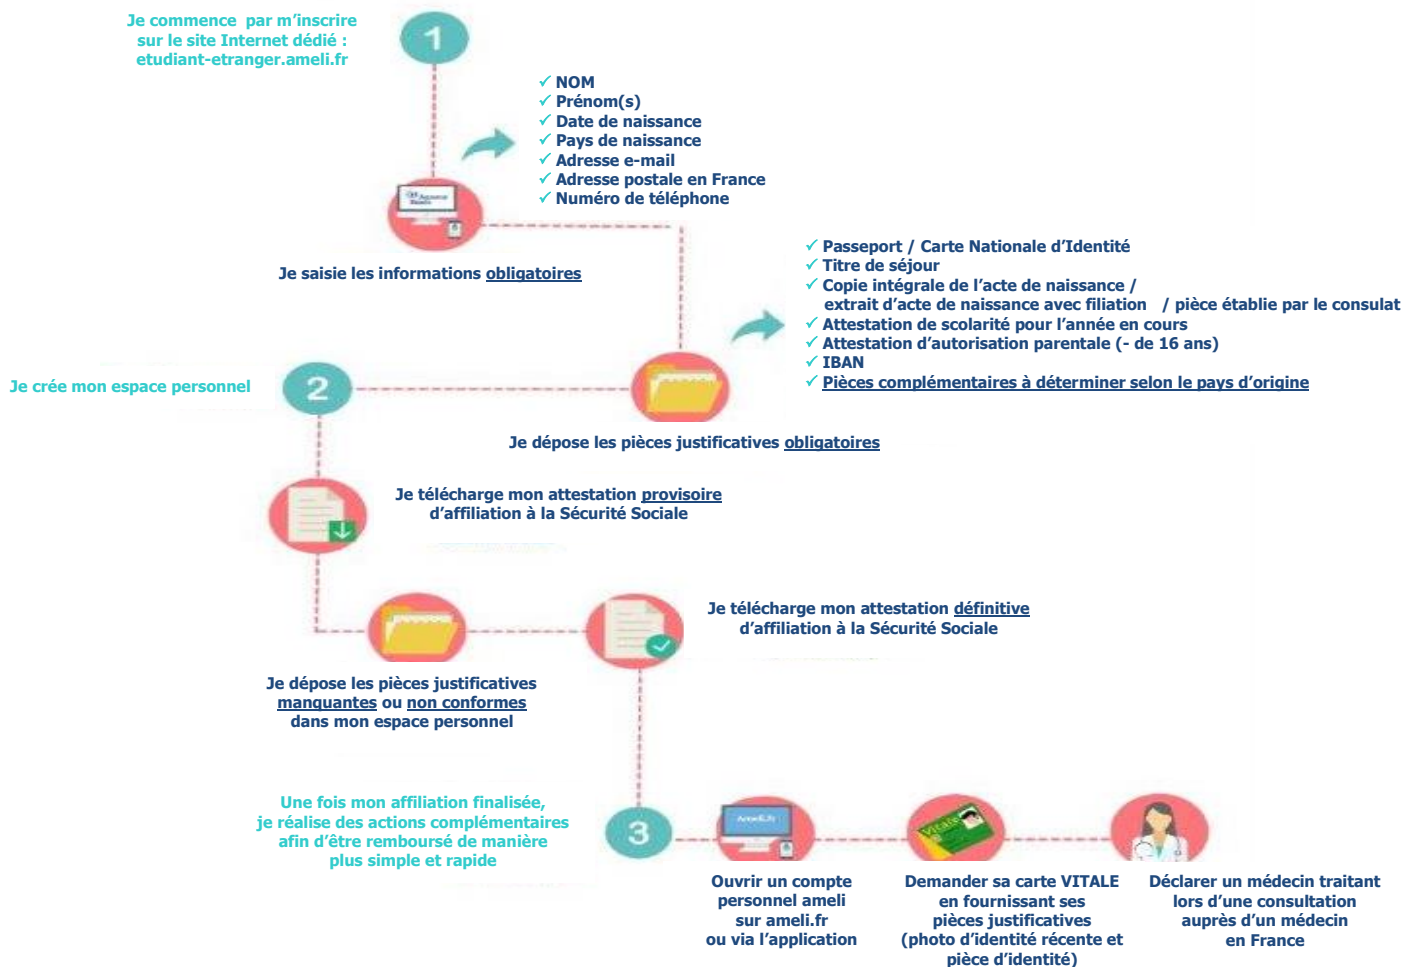 Je commence par m’inscrire
sur le site Internet dédié :
etudiant-etranger.ameli.fr
1
✓ NOM
✓ Prénom(s)
✓ Date de naissance
✓ Pays de naissance
✓ Adresse e-mail
✓ Adresse postale en France
✓ Numéro de téléphone
Je saisie les informations obligatoires
✓ Passeport / Carte Nationale d’Identité
✓ Titre de séjour
✓ Copie intégrale de l’acte de naissance /
extrait d’acte de naissance avec filiation / pièce établie par le consulat
✓ Attestation de scolarité pour l’année en cours
✓ Attestation d’autorisation parentale (- de 16 ans)
✓ IBAN
✓ Pièces complémentaires à déterminer selon le pays d’origine
Je dépose les pièces justificatives obligatoires
Je crée mon espace personnel
2
Je télécharge mon attestation provisoire
d’affiliation à la Sécurité Sociale
Je dépose les pièces justificatives
manquantes ou non conformes
dans mon espace personnel
Je télécharge mon attestation définitive
d’affiliation à la Sécurité Sociale
Une fois mon affiliation finalisée,
je réalise des actions complémentaires
afin d’être remboursé de manière
plus simple et rapide
3
Ameli.fr
Ouvrir un compte
personnel ameli
sur ameli.fr
ou via l’application
Vitale
Demander sa carte VITALE
en fournissant ses
pièces justificatives
(photo d’identité récente et
pièce d’identité)
Déclarer un médecin traitant
lors d’une consultation
auprès d’un médecin
en France